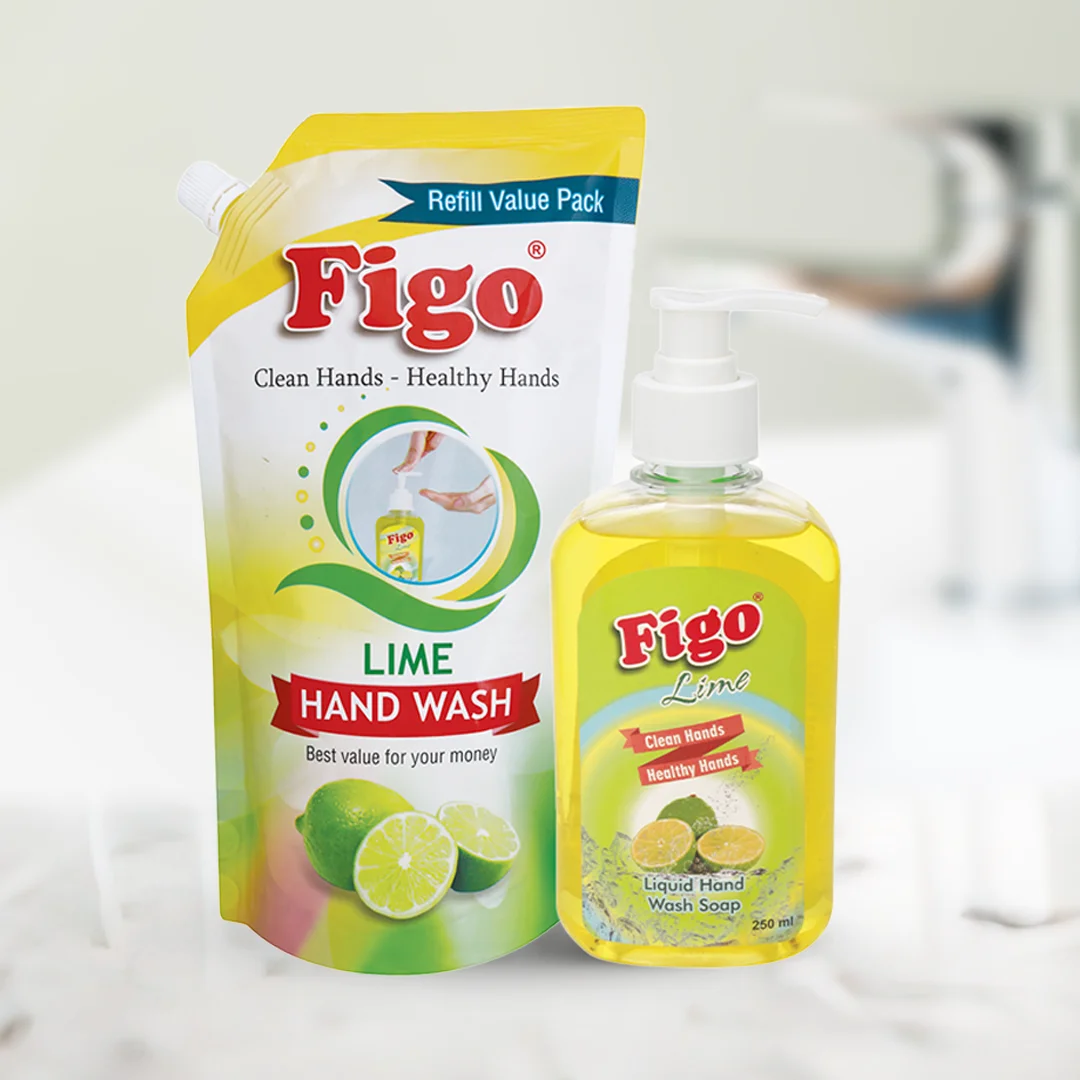 Refill Value Pack
Figo®
Clean Hands - Healthy Hands
Figo
Lime
LIME
HAND WASH
Best value for your money
Figo®
Lime
Clean Hands
Healthy Hands
Liquid Hand
Wash Soap
250 ml